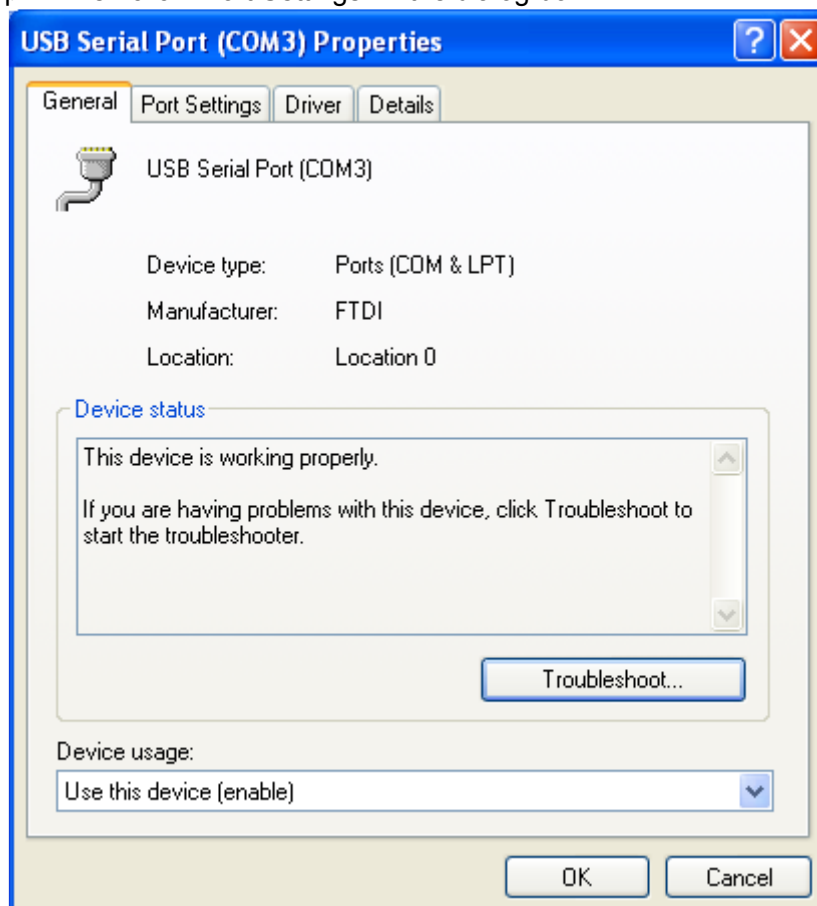 USB Serial Port (COM3) Properties
General Port Settings Driver Details
USB Serial Port (COM3)
Device type: Ports (COM & LPT)
Manufacturer: FTDI
Location: Location 0
Device status
This device is working properly.
If you are having problems with this device, click Troubleshoot to
start the troubleshooter.
Troubleshoot...
Device usage:
Use this device (enable)
OK Cancel